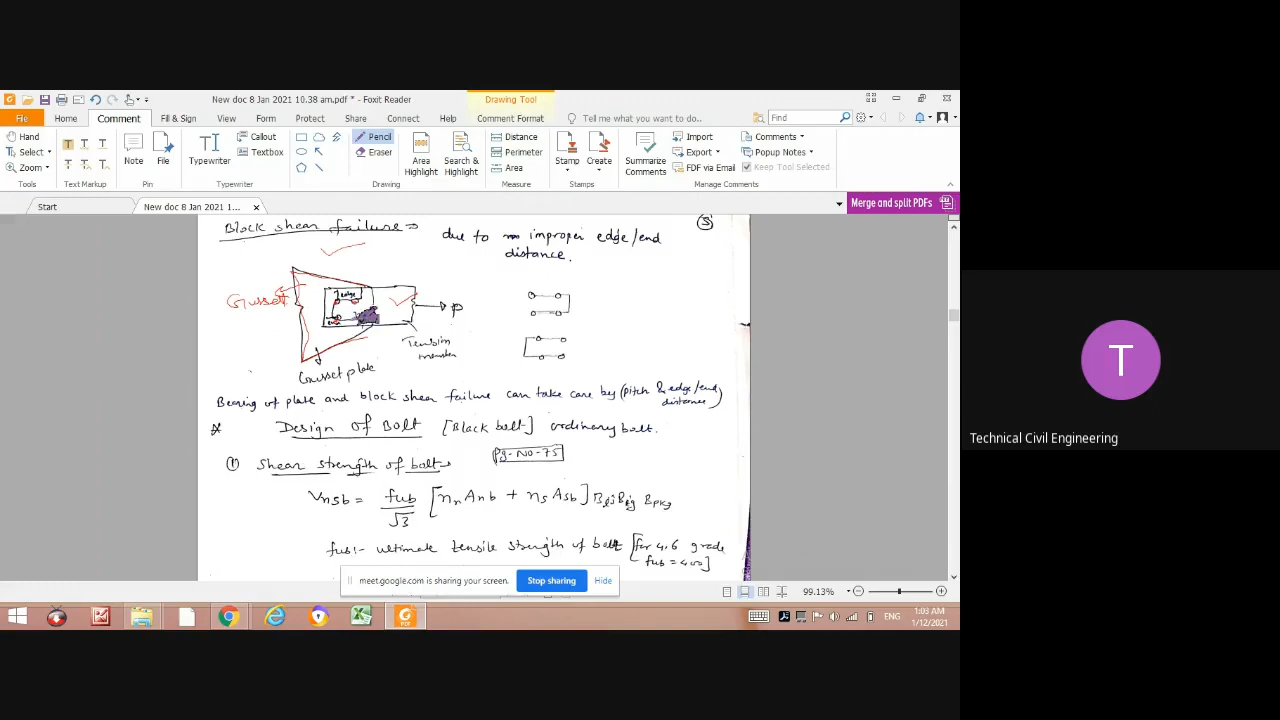 New doc 8 Jan 2021 10.38 am.pdf * - Foxit Reader
Drawing Tool
File Home Comment Fill & Sign View Form Protect Share Connect Help Comment Format Tell me what you want to do... Find
Hand Select Zoom Tools
T T T Text Markup
Note File Pin
Typewriter Callout Textbox Typewriter
Pencil Eraser Drawing
Area Highlight Search & Highlight
Distance Perimeter Area Measure
Stamp Create Stamps
Summarize Comments Import Export PDF via Email Comments Popup Notes Keep Tool Selected Manage Comments
Start New doc 8 Jan 2021 1... Merge and split PDFs
Block shear failure → due to improper edge/end
distance.
5
Gusset
edge
P
Tension
member
Gusset plate
Bearing of plate and block shear failure can take care by (pitch & edge/end
distance)
Design of Bolt [Black bolt] ordinary bolt.
① Shear strength of bolt→ Pg-No-75
Vnsb = fub/√3 [nn Anb + ns Asb] Blj Blg Bpkg
fub:- ultimate tensile strength of bolt [for 4.6 grade
fub = 400]
meet.google.com is sharing your screen. Stop sharing Hide
99.13%
ENG 1:03 AM
1/12/2021
T
Technical Civil Engineering